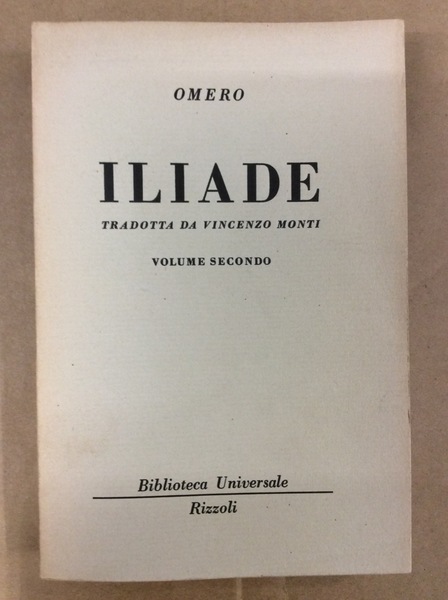 OMERO
ILIADE
TRADOTTA DA VINCENZO MONTI
VOLUME SECONDO
Biblioteca Universale
Rizzoli